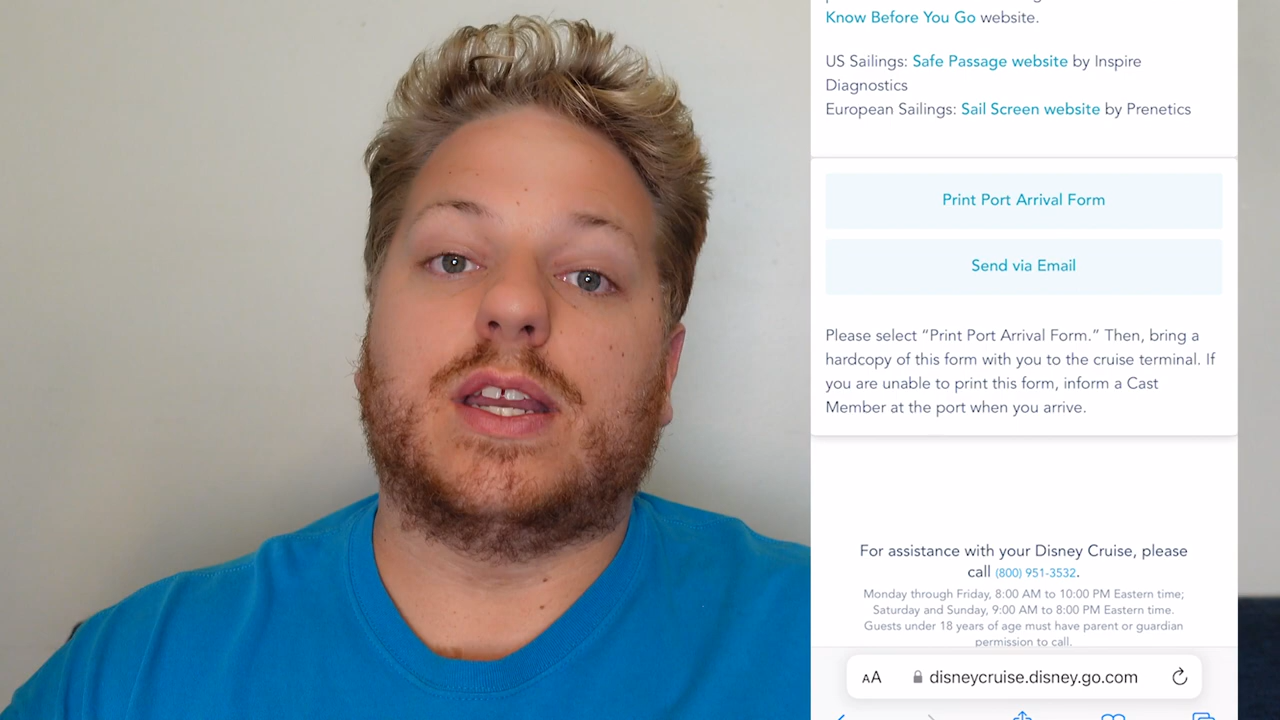 Know Before You Go website.
US Sailings: Safe Passage website by Inspire
Diagnostics
European Sailings: Sail Screen website by Prenetics
Print Port Arrival Form
Send via Email
Please select “Print Port Arrival Form.” Then, bring a
hardcopy of this form with you to the cruise terminal. If
you are unable to print this form, inform a Cast
Member at the port when you arrive.
For assistance with your Disney Cruise, please
call (800) 951-3532.
Monday through Friday, 8:00 AM to 10:00 PM Eastern time;
Saturday and Sunday, 9:00 AM to 8:00 PM Eastern time.
Guests under 18 years of age must have parent or guardian
permission to call.
AA disneycruise.disney.go.com